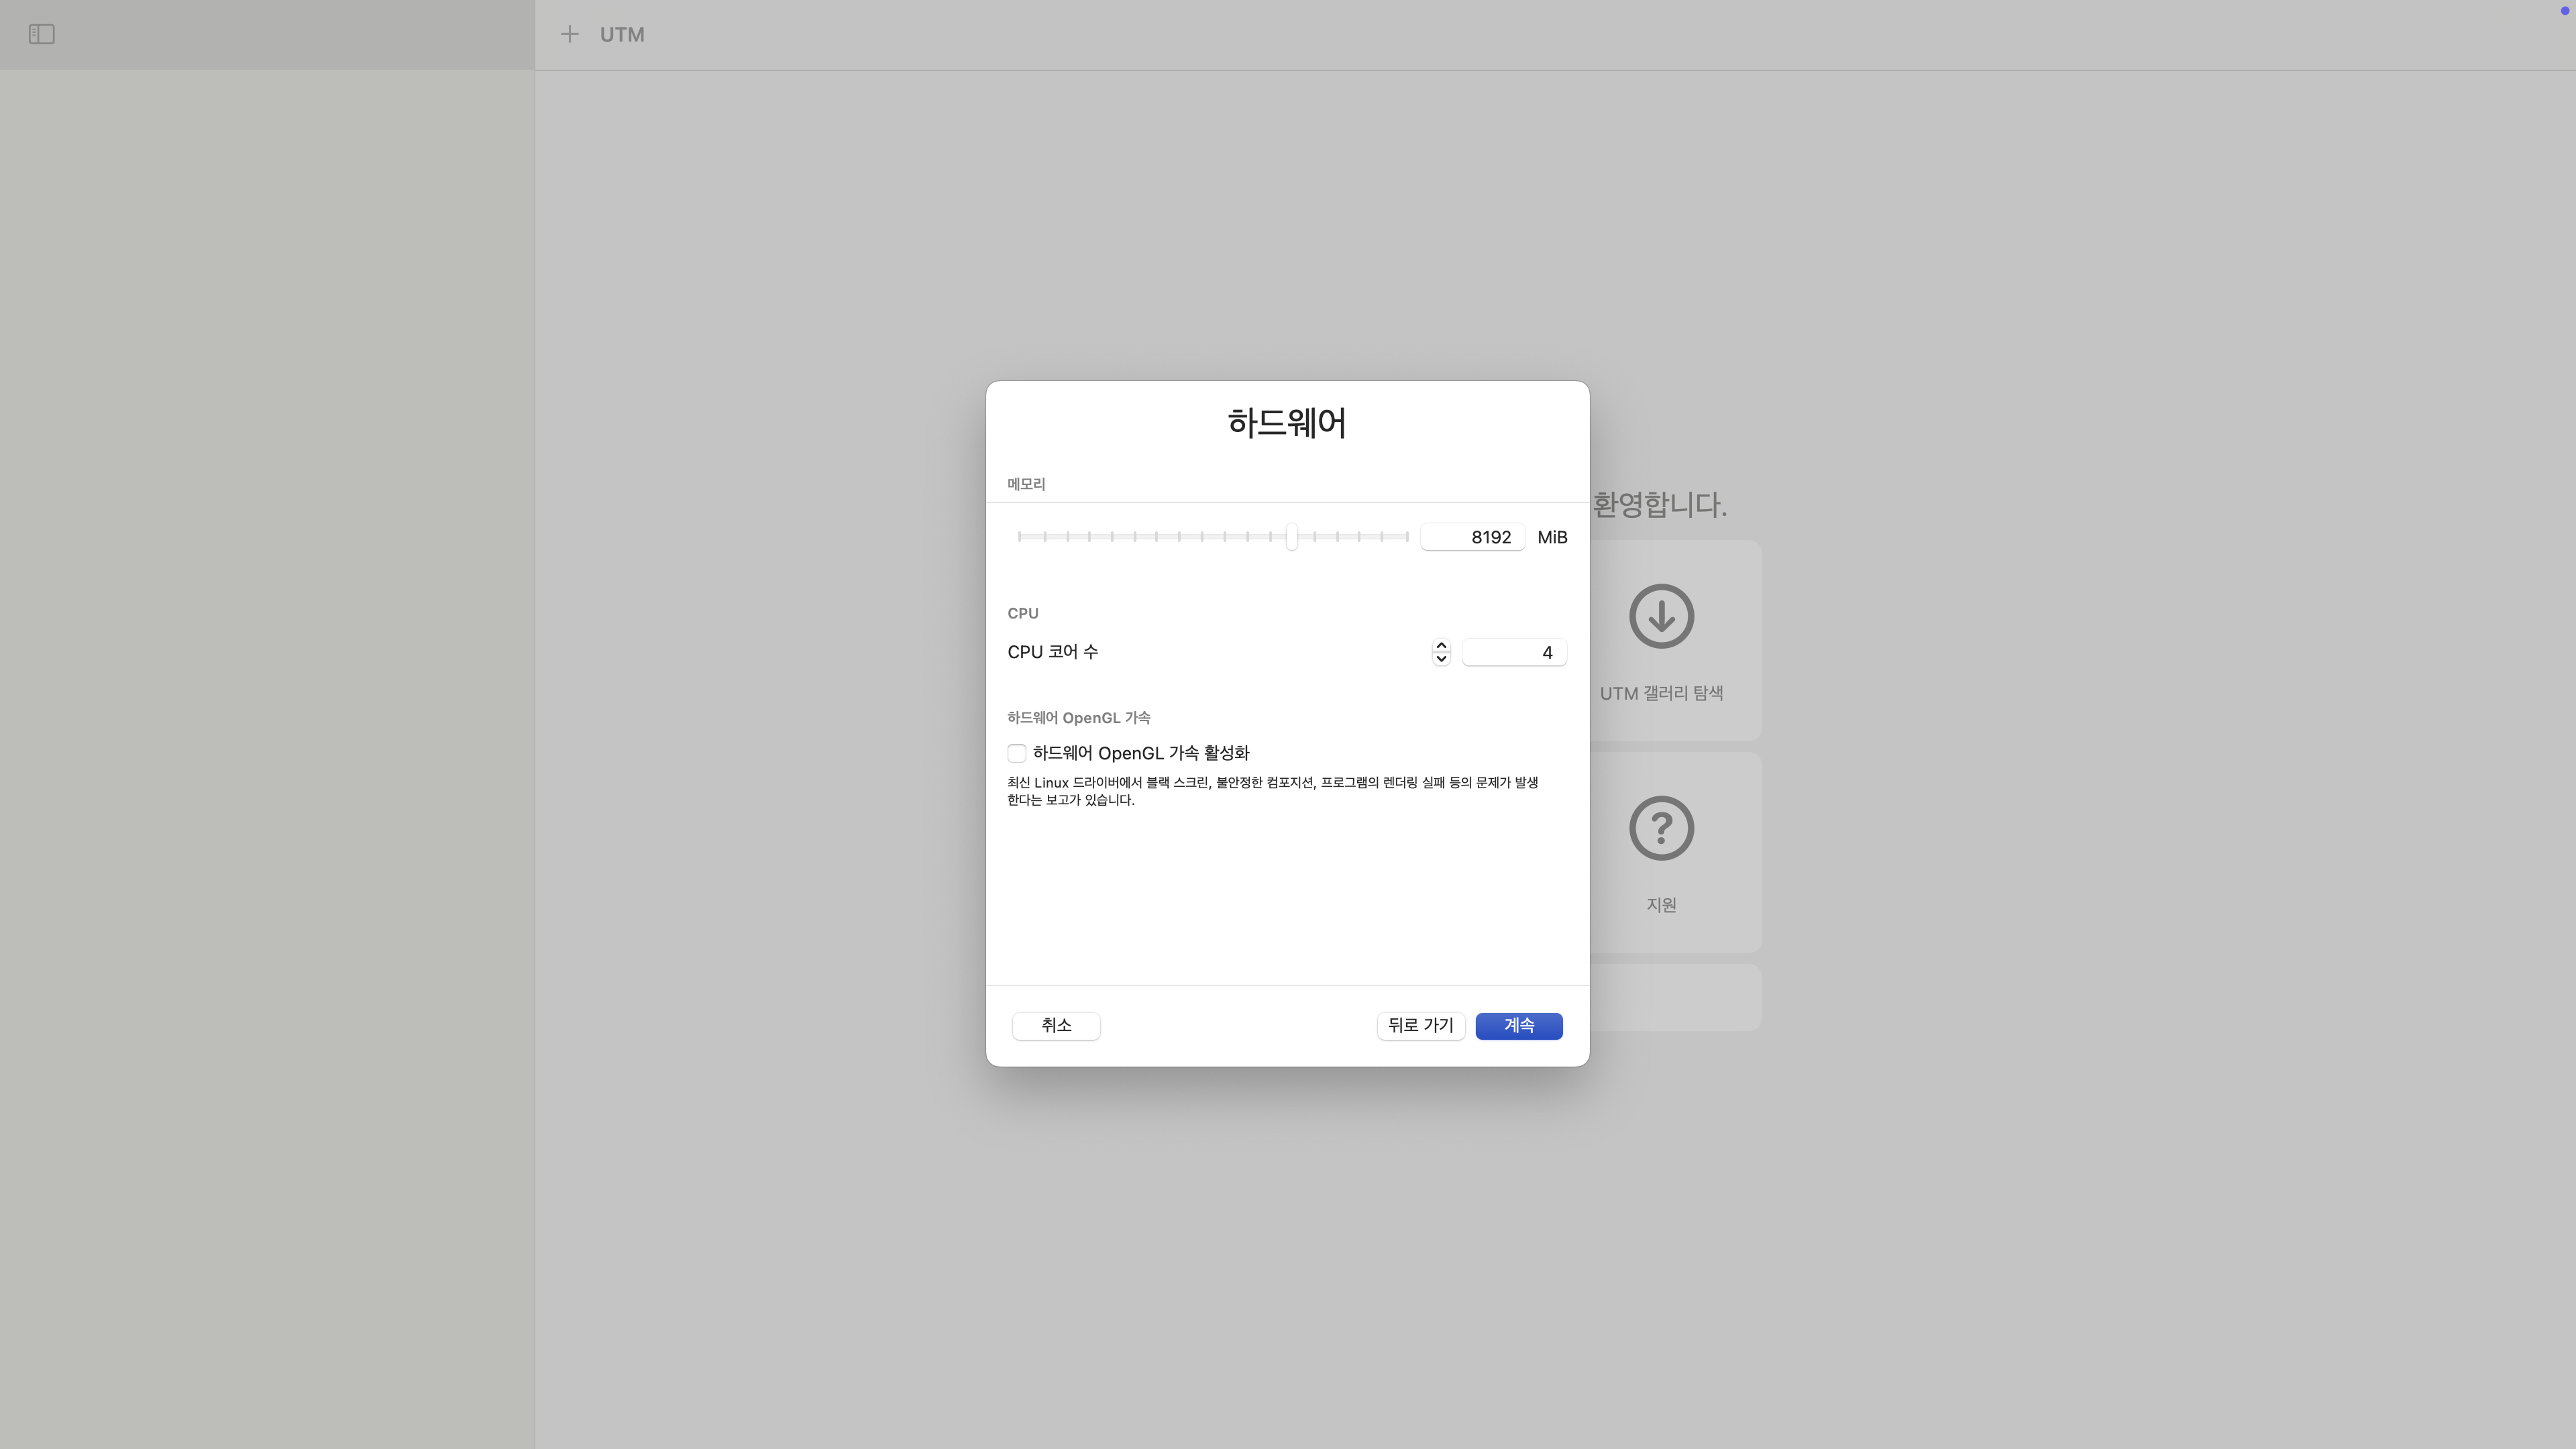 UTM
환영합니다.
하드웨어
메모리
8192 MiB
CPU
CPU 코어 수
4
하드웨어 OpenGL 가속
하드웨어 OpenGL 가속 활성화
최신 Linux 드라이버에서 블랙 스크린, 불안정한 컴포지션, 프로그램의 렌더링 실패 등의 문제가 발생
한다는 보고가 있습니다.
취소
뒤로 가기
계속
UTM 갤러리 탐색
지원